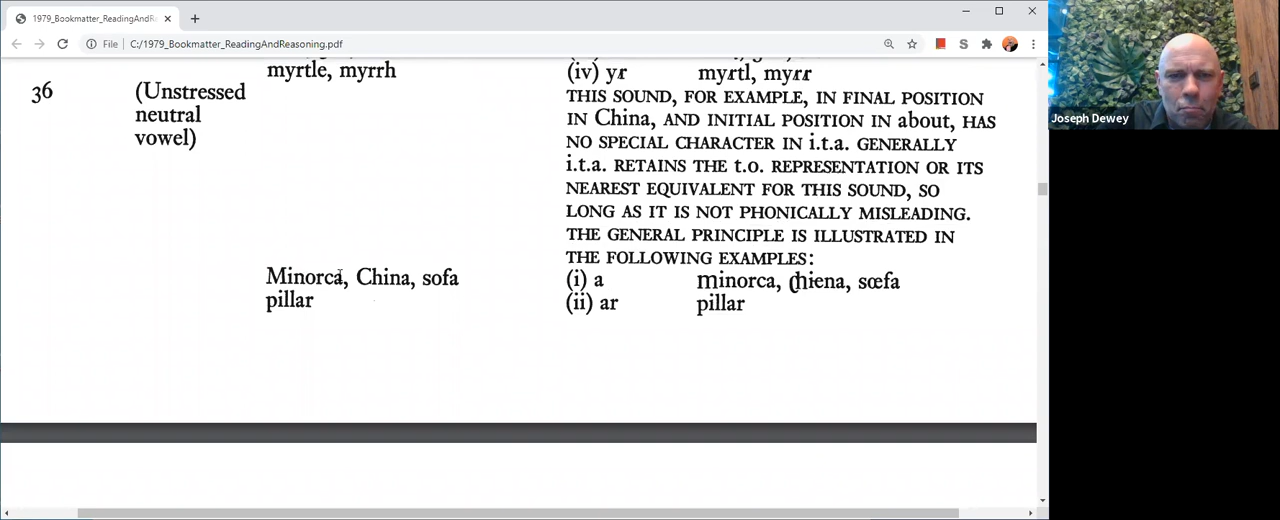 1979_Bookmatter_ReadingAndR
File
C:/1979_Bookmatter_ReadingAndReasoning.pdf
S
Joseph Dewey
myrtle, myrrh
(iv) yr
myrtl, myrr
36
(Unstressed
neutral
vowel)
THIS SOUND, FOR EXAMPLE, IN FINAL POSITION
IN China, AND INITIAL POSITION IN about, HAS
NO SPECIAL CHARACTER IN i.t.a. GENERALLY
i.t.a. RETAINS THE t.o. REPRESENTATION OR ITS
NEAREST EQUIVALENT FOR THIS SOUND, SO
LONG AS IT IS NOT PHONICALLY MISLEADING.
THE GENERAL PRINCIPLE IS ILLUSTRATED IN
THE FOLLOWING EXAMPLES:
Minorca, China, sofa
(i) a
minorca, ꞓhiena, sœfa
pillar
(ii) ar
pillar